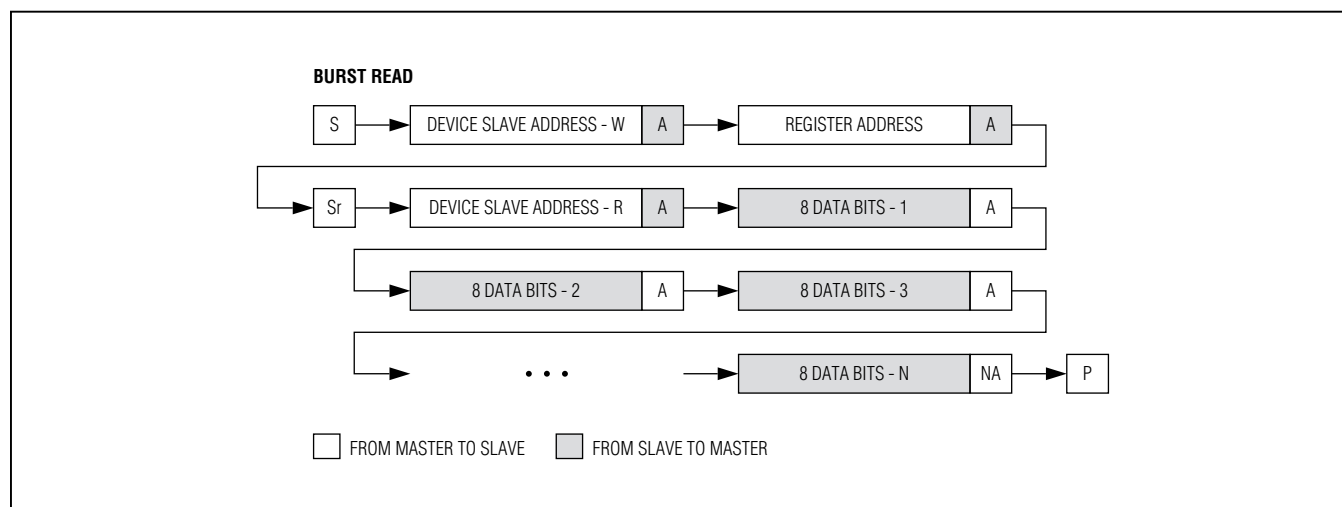 BURST READ
S DEVICE SLAVE ADDRESS - W A REGISTER ADDRESS A
Sr DEVICE SLAVE ADDRESS - R A 8 DATA BITS - 1 A
8 DATA BITS - 2 A 8 DATA BITS - 3 A
• • • 8 DATA BITS - N NA P
FROM MASTER TO SLAVE FROM SLAVE TO MASTER